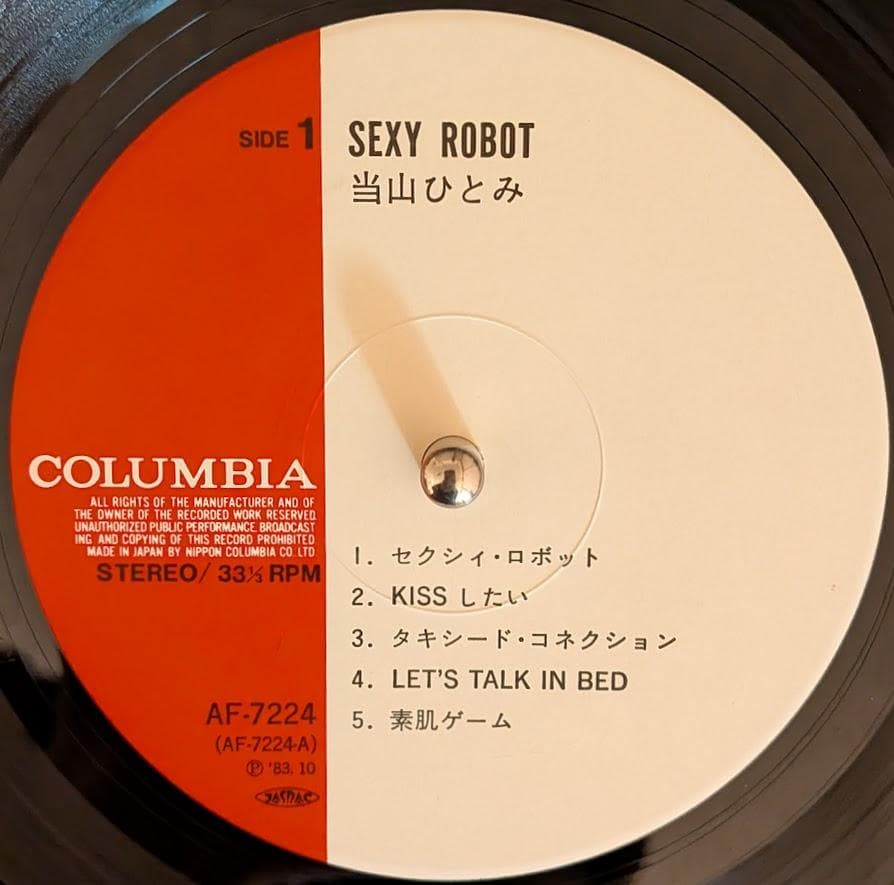 SIDE 1
SEXY ROBOT
当山ひとみ
COLUMBIA
ALL RIGHTS OF THE MANUFACTURER AND OF
THE OWNER OF THE RECORDED WORK RESERVED
UNAUTHORIZED PUBLIC PERFORMANCE BROADCAST
ING AND COPYING OF THIS RECORD PROHIBITED
MADE IN JAPAN BY NIPPON COLUMBIA CO. LTD.
STEREO/ 33⅓ RPM
1. セクシィ・ロボット
2. KISS したい
3. タキシード・コネクション
4. LET'S TALK IN BED
5. 素肌ゲーム
AF-7224
(AF-7224-A)
Ⓟ '83. 10
JASRAC